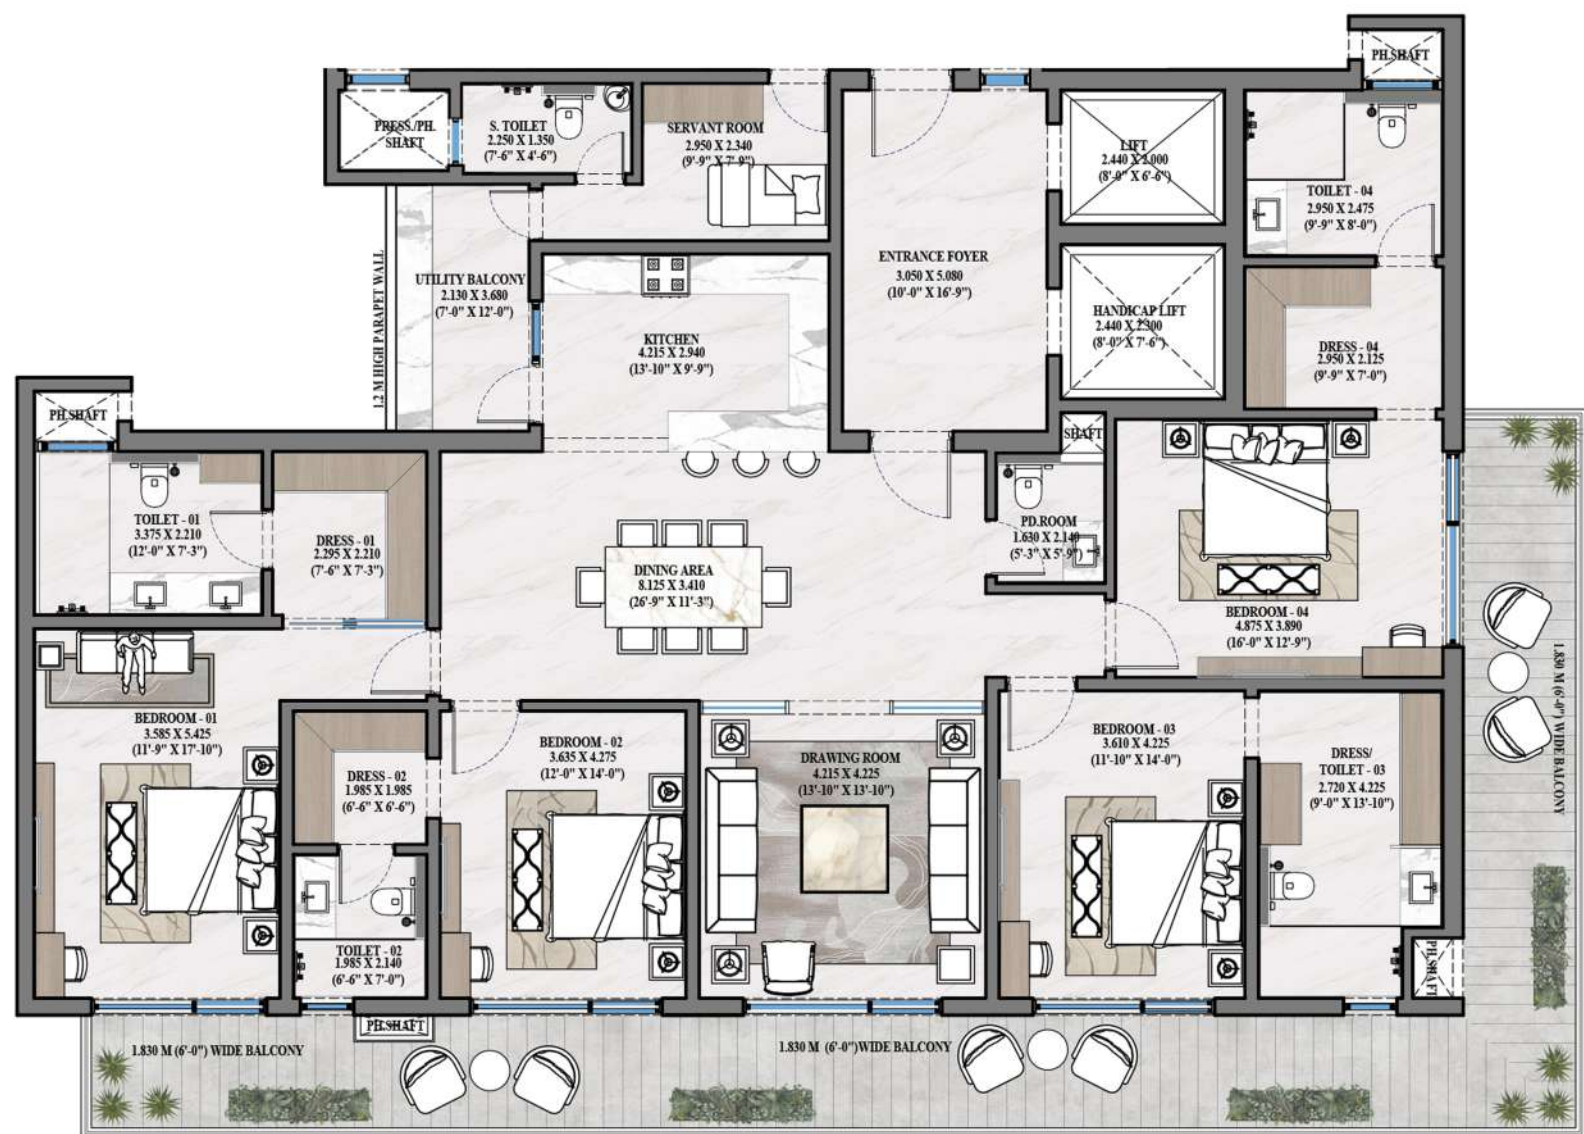 PH.SHAFT
PRESS./PH.
SHAFT
S. TOILET
2.250 X 1.350
(7'-6" X 4'-6")
SERVANT ROOM
2.950 X 2.340
(9'-9" X 7'-9")
LIFT
2.440 X 2.000
(8'-0" X 6'-6")
TOILET - 04
2.950 X 2.475
(9'-9" X 8'-0")
1.2 M HIGH PARAPET WALL
UTILITY BALCONY
2.130 X 3.680
(7'-0" X 12'-0")
ENTRANCE FOYER
3.050 X 5.080
(10'-0" X 16'-9")
HANDICAP LIFT
2.440 X 2.300
(8'-0" X 7'-6")
KITCHEN
4.215 X 2.940
(13'-10" X 9'-9")
DRESS - 04
2.950 X 2.125
(9'-9" X 7'-0")
PH.SHAFT
SHAFT
TOILET - 01
3.375 X 2.210
(12'-0" X 7'-3")
DRESS - 01
2.295 X 2.210
(7'-6" X 7'-3")
PD.ROOM
1.630 X 2.140
(5'-3" X 5'-9")
DINING AREA
8.125 X 3.410
(26'-9" X 11'-3")
BEDROOM - 04
4.875 X 3.890
(16'-0" X 12'-9")
1.830 M (6'-0") WIDE BALCONY
BEDROOM - 01
3.585 X 5.425
(11'-9" X 17'-10")
BEDROOM - 02
3.635 X 4.275
(12'-0" X 14'-0")
DRESS - 02
1.985 X 1.985
(6'-6" X 6'-6")
DRAWING ROOM
4.215 X 4.225
(13'-10" X 13'-10")
BEDROOM - 03
3.610 X 4.225
(11'-10" X 14'-0")
DRESS/
TOILET - 03
2.720 X 4.225
(9'-0" X 13'-10")
TOILET - 02
1.985 X 2.140
(6'-6" X 7'-0")
PH.SHAFT
PH.SHAFT
1.830 M (6'-0") WIDE BALCONY
1.830 M (6'-0")WIDE BALCONY